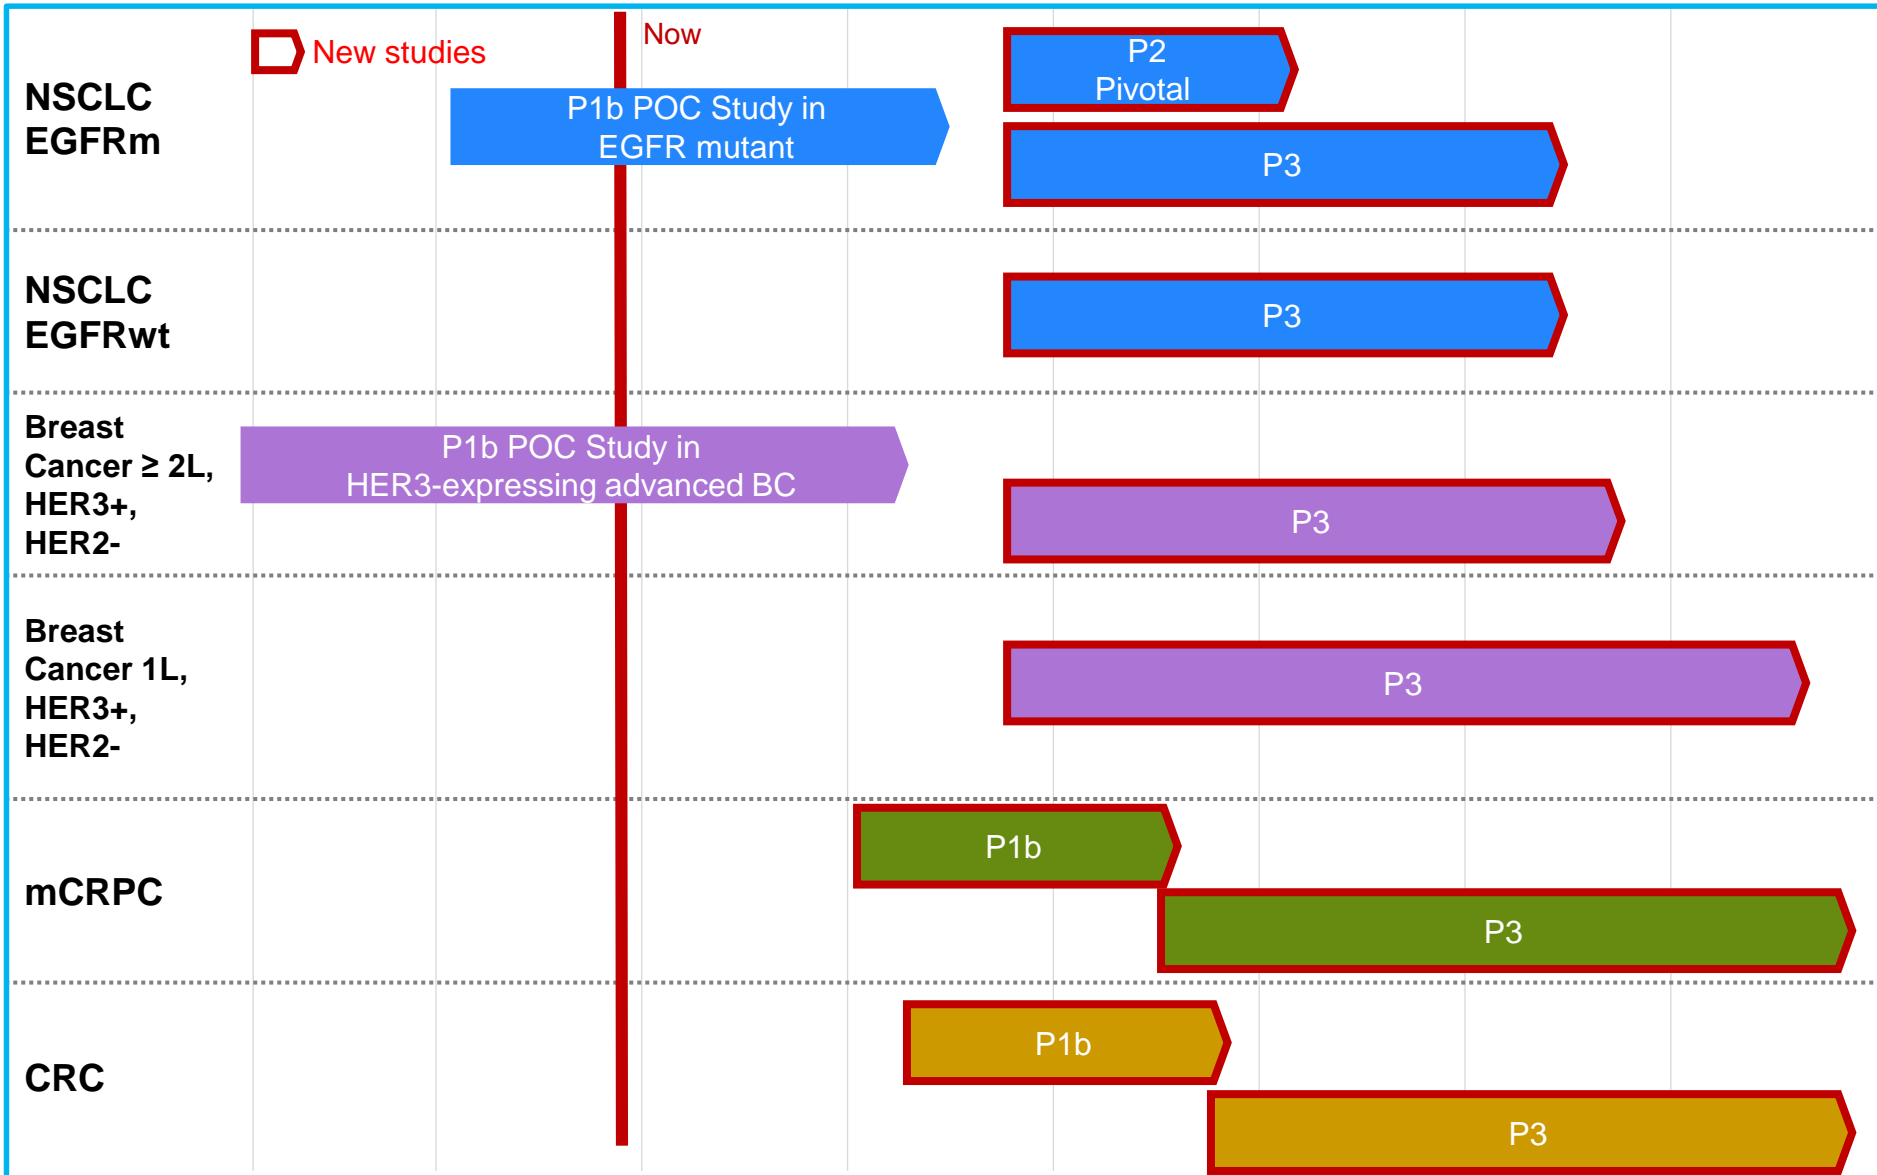 New studies
Now
NSCLC
EGFRm
P1b POC Study in
EGFR mutant
P2
Pivotal
P3
NSCLC
EGFRwt
P3
Breast
Cancer ≥ 2L,
HER3+,
HER2-
P1b POC Study in
HER3-expressing advanced BC
P3
Breast
Cancer 1L,
HER3+,
HER2-
P3
mCRPC
P1b
P3
CRC
P1b
P3